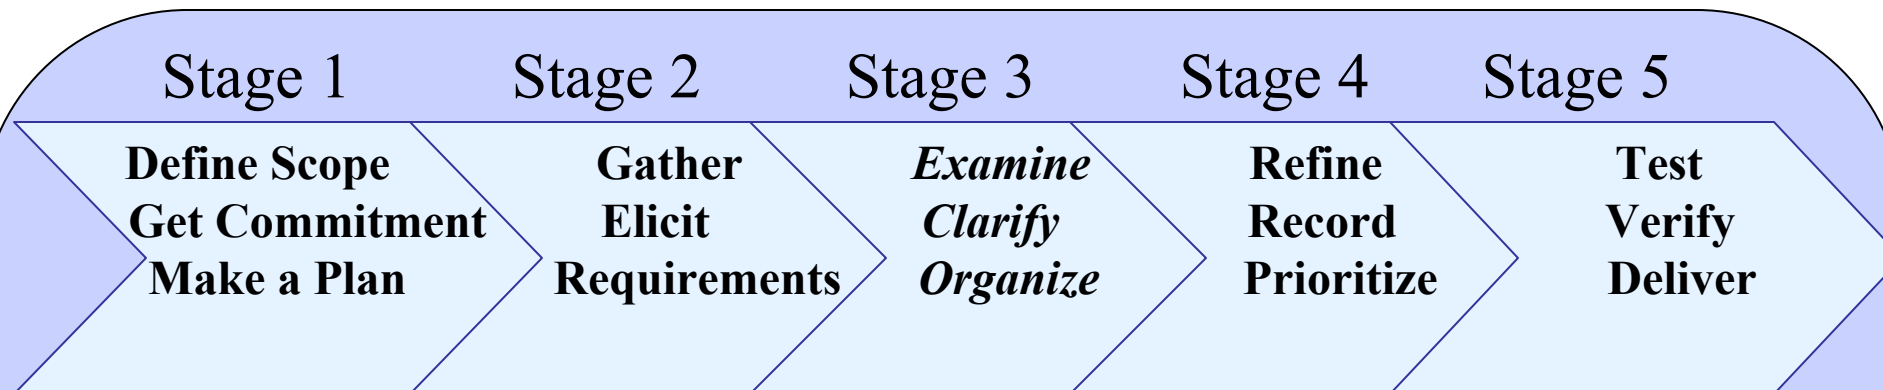 Stage 1
Stage 2
Stage 3
Stage 4
Stage 5
Define Scope
Get Commitment
Make a Plan
Gather
Elicit
Requirements
Examine
Clarify
Organize
Refine
Record
Prioritize
Test
Verify
Deliver